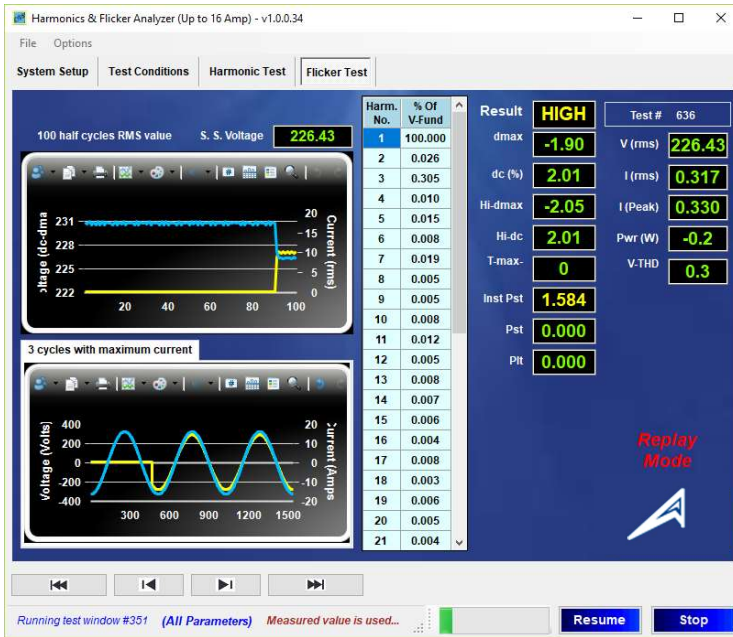 Harmonics & Flicker Analyzer (Up to 16 Amp) - v1.0.0.34
File Options
System Setup Test Conditions Harmonic Test Flicker Test
100 half cycles RMS value S. S. Voltage 226.43
ltage (dc-dma
231
228
225
222
20 40 60 80 100
20
15
10
5
0
Current (rms)
3 cycles with maximum current
Voltage (Volts)
400
200
0
-200
-400
300 600 900 1200 1500
20
10
0
-10
-20
Current (Amps
Harm. No. % Of V-Fund
1 100.000
2 0.026
3 0.305
4 0.010
5 0.015
6 0.008
7 0.019
8 0.005
9 0.005
10 0.008
11 0.012
12 0.005
13 0.008
14 0.007
15 0.006
16 0.004
17 0.008
18 0.003
19 0.006
20 0.005
21 0.004
Result HIGH
dmax -1.90
dc (%) 2.01
Hi-dmax -2.05
Hi-dc 2.01
T-max- 0
Inst Pst 1.584
Pst 0.000
Plt 0.000
Test # 636
V (rms) 226.43
I (rms) 0.317
I (Peak) 0.330
Pwr (W) -0.2
V-THD 0.3
Replay
Mode
Running test window #351 (All Parameters) Measured value is used...
Resume Stop